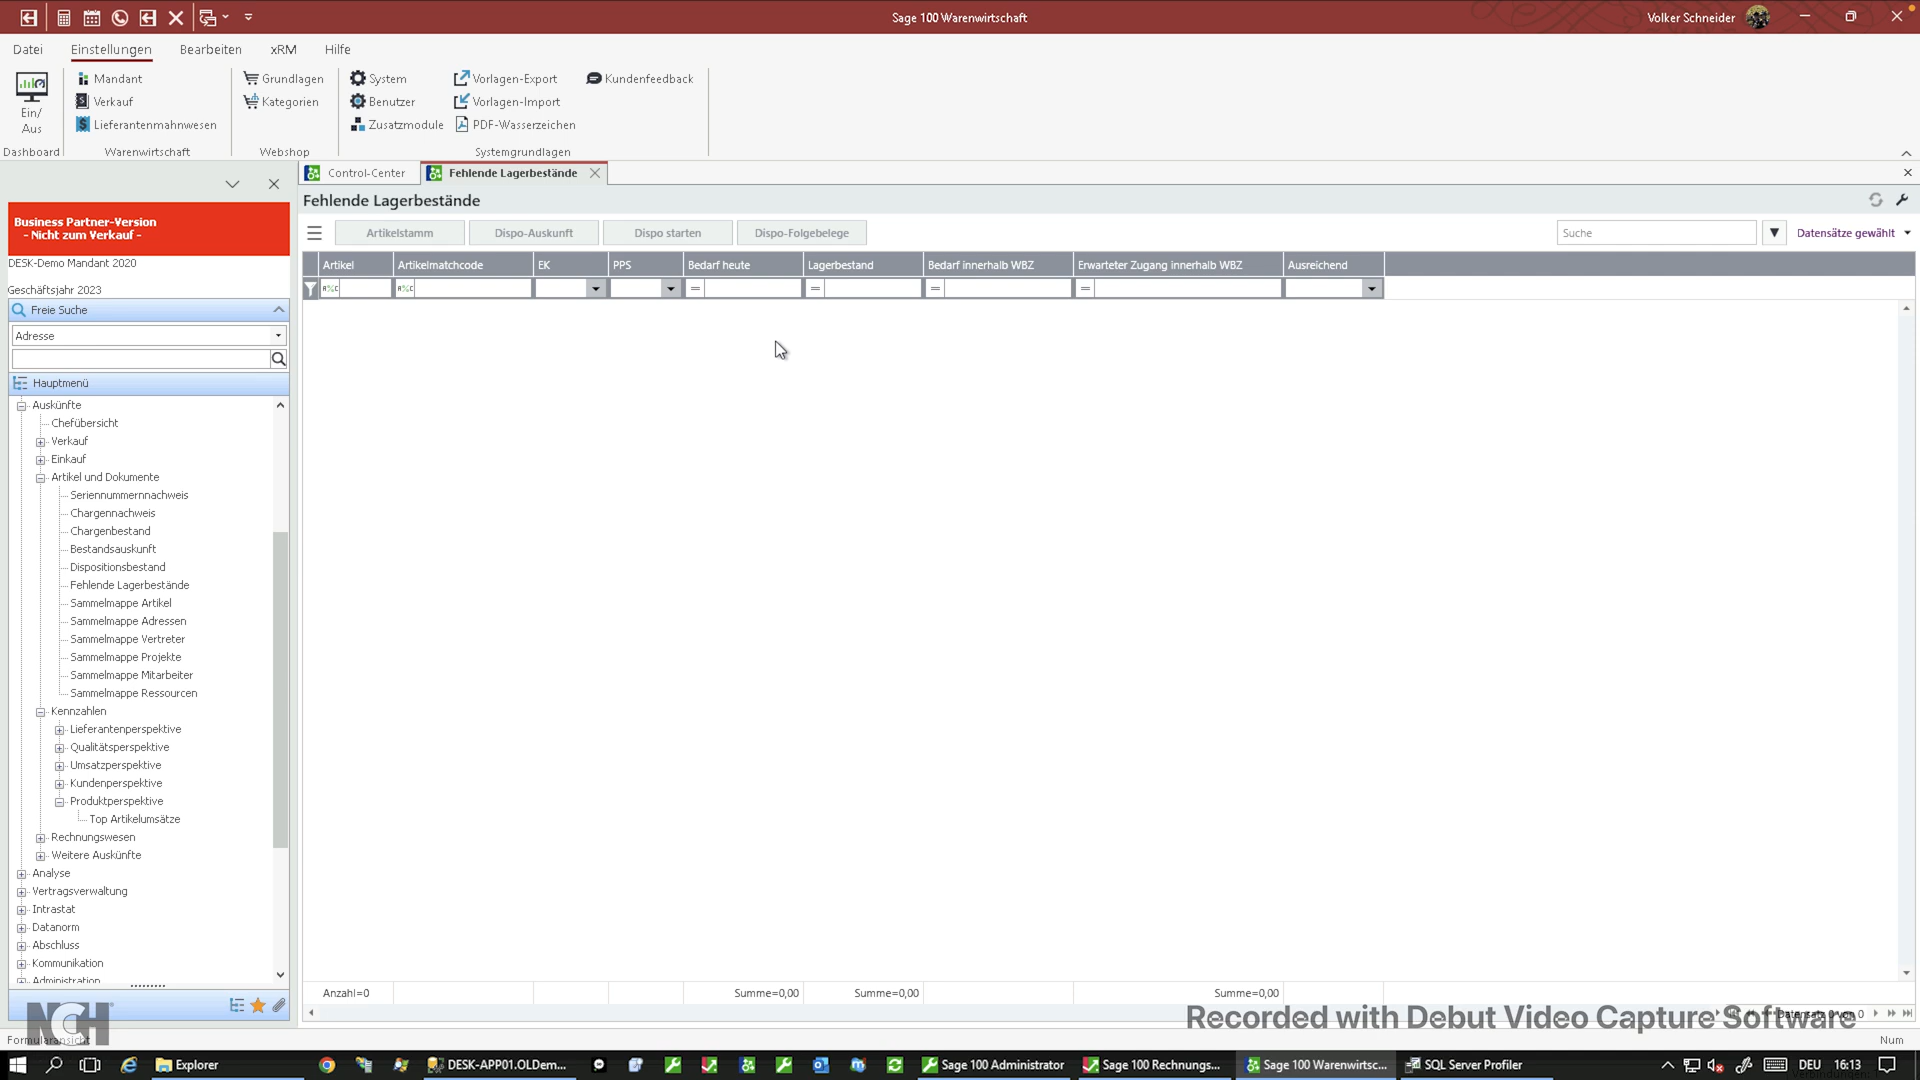 Sage 100 Warenwirtschaft
Volker Schneider
Datei
Einstellungen
Bearbeiten
xRM
Hilfe
Ein/
Aus
Dashboard
Mandant
Verkauf
Lieferantenmahnwesen
Warenwirtschaft
Grundlagen
Kategorien
Webshop
System
Benutzer
Zusatzmodule
Vorlagen-Export
Vorlagen-Import
PDF-Wasserzeichen
Kundenfeedback
Systemgrundlagen
Business Partner-Version
- Nicht zum Verkauf -
DESK-Demo Mandant 2020
Geschäftsjahr 2023
Freie Suche
Adresse
Hauptmenü
Auskünfte
Chefübersicht
Verkauf
Einkauf
Artikel und Dokumente
Seriennummernnachweis
Chargennachweis
Chargenbestand
Bestandsauskunft
Dispositionsbestand
Fehlende Lagerbestände
Sammelmappe Artikel
Sammelmappe Adressen
Sammelmappe Vertreter
Sammelmappe Projekte
Sammelmappe Mitarbeiter
Sammelmappe Ressourcen
Kennzahlen
Lieferantenperspektive
Qualitätsperspektive
Umsatzperspektive
Kundenperspektive
Produktperspektive
Top Artikelumsätze
Rechnungswesen
Weitere Auskünfte
Analyse
Vertragsverwaltung
Intrastat
Datanorm
Abschluss
Kommunikation
Administration
NCH
Formularansicht
Control-Center
Fehlende Lagerbestände
Fehlende Lagerbestände
Artikelstamm
Dispo-Auskunft
Dispo starten
Dispo-Folgebelege
Suche
Datensätze gewählt
Artikel
Artikelmatchcode
EK
PPS
Bedarf heute
Lagerbestand
Bedarf innerhalb WBZ
Erwarteter Zugang innerhalb WBZ
Ausreichend
Anzahl=0
Summe=0,00
Summe=0,00
Summe=0,00
Recorded with Debut Video Capture Software
Datensatz 0 von 0
Num
Explorer
DESK-APP01.OLDem...
Sage 100 Administrator
Sage 100 Rechnungs...
Sage 100 Warenwirtsc...
SQL Server Profiler
DEU
16:13